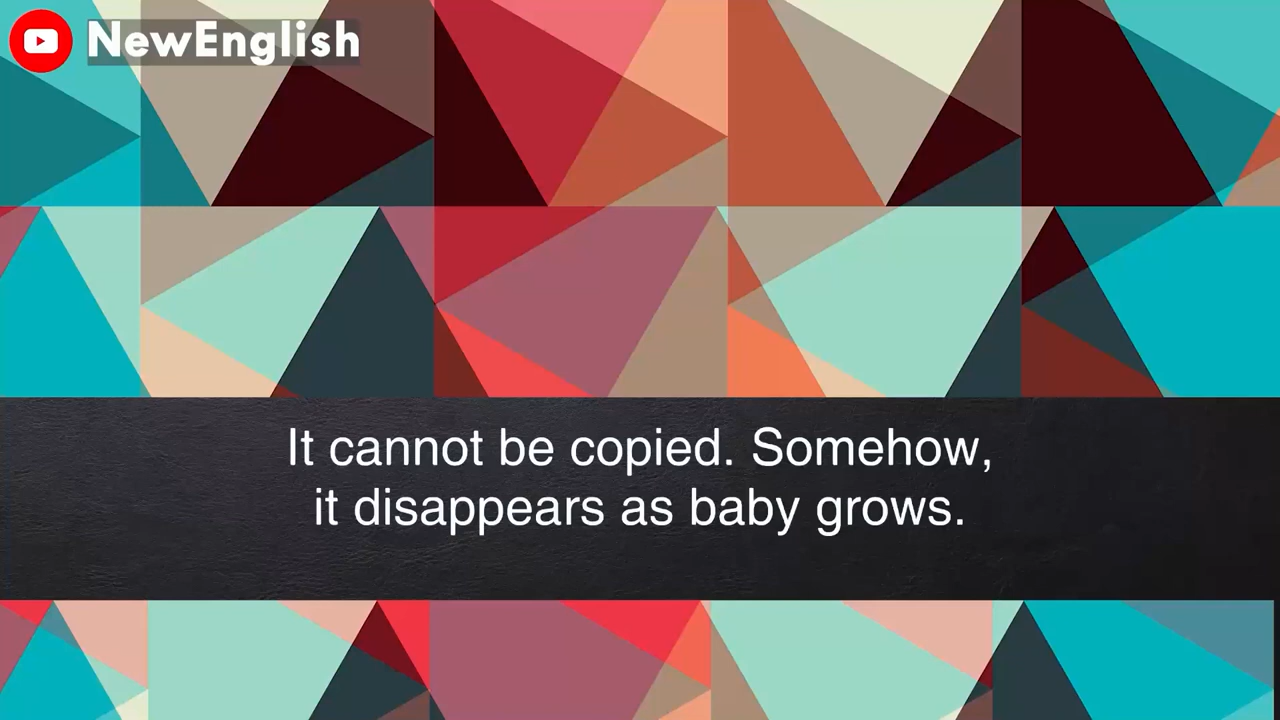 NewEnglish
It cannot be copied. Somehow,
it disappears as baby grows.